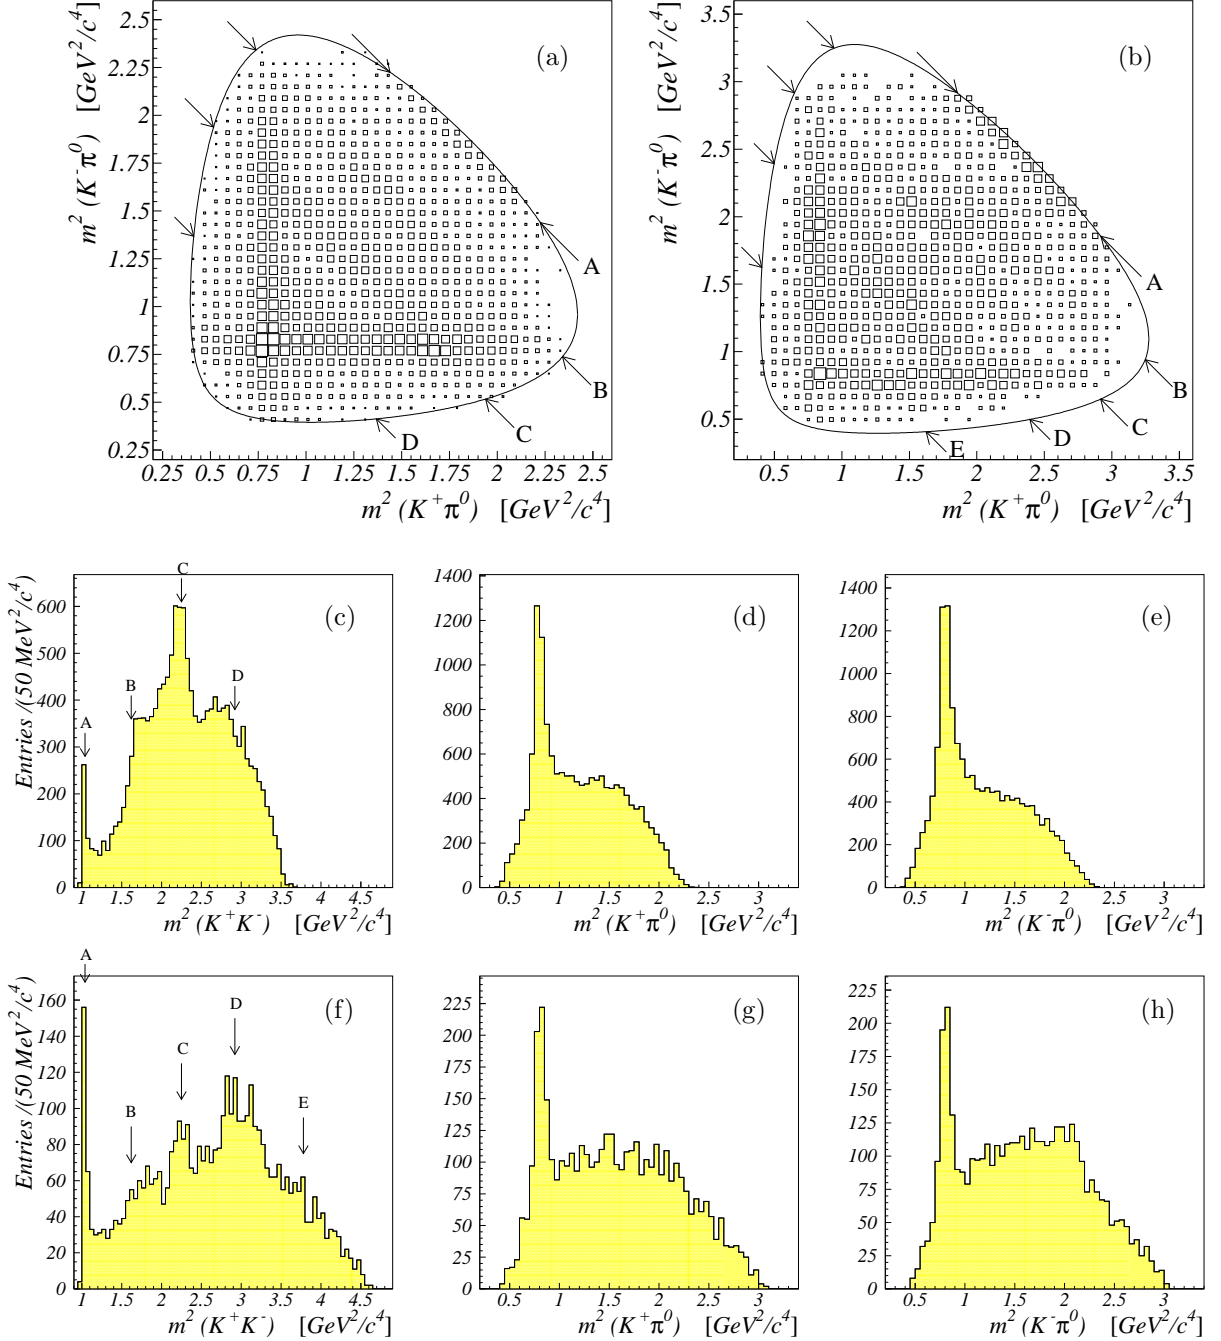 m² (K⁻π⁰) [GeV²/c⁴]
2.5
2.25
2
1.75
1.5
1.25
1
0.75
0.5
0.25
(a)
A
B
C
D
0.25 0.5 0.75 1 1.25 1.5 1.75 2 2.25 2.5
m² (K⁺π⁰) [GeV²/c⁴]
m² (K⁻π⁰) [GeV²/c⁴]
3.5
3
2.5
2
1.5
1
0.5
(b)
A
B
C
D
E
0.5 1 1.5 2 2.5 3 3.5
m² (K⁺π⁰) [GeV²/c⁴]
Entries /(50 MeV²/c⁴)
600
500
400
300
200
100
0
(c)
A
B
C
D
1 1.5 2 2.5 3 3.5 4 4.5
m² (K⁺K⁻) [GeV²/c⁴]
1400
1200
1000
800
600
400
200
0
(d)
0.5 1 1.5 2 2.5 3
m² (K⁺π⁰) [GeV²/c⁴]
1400
1200
1000
800
600
400
200
0
(e)
0.5 1 1.5 2 2.5 3
m² (K⁻π⁰) [GeV²/c⁴]
Entries /(50 MeV²/c⁴)
160
140
120
100
80
60
40
20
0
(f)
A
B
C
D
E
1 1.5 2 2.5 3 3.5 4 4.5
m² (K⁺K⁻) [GeV²/c⁴]
225
200
175
150
125
100
75
50
25
0
(g)
0.5 1 1.5 2 2.5 3
m² (K⁺π⁰) [GeV²/c⁴]
225
200
175
150
125
100
75
50
25
0
(h)
0.5 1 1.5 2 2.5 3
m² (K⁻π⁰) [GeV²/c⁴]